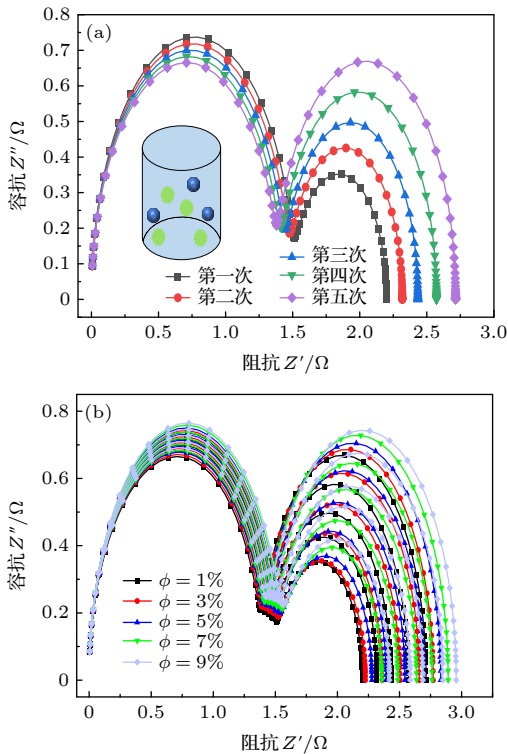 (a)
容抗 Z″/Ω
0.8
0.7
0.6
0.5
0.4
0.3
0.2
0.1
0
第一次
第二次
第三次
第四次
第五次
0 0.5 1.0 1.5 2.0 2.5 3.0
阻抗 Z′/Ω
(b)
容抗 Z″/Ω
0.8
0.6
0.4
0.2
0
ϕ = 1%
ϕ = 3%
ϕ = 5%
ϕ = 7%
ϕ = 9%
0 0.5 1.0 1.5 2.0 2.5 3.0
阻抗 Z′/Ω